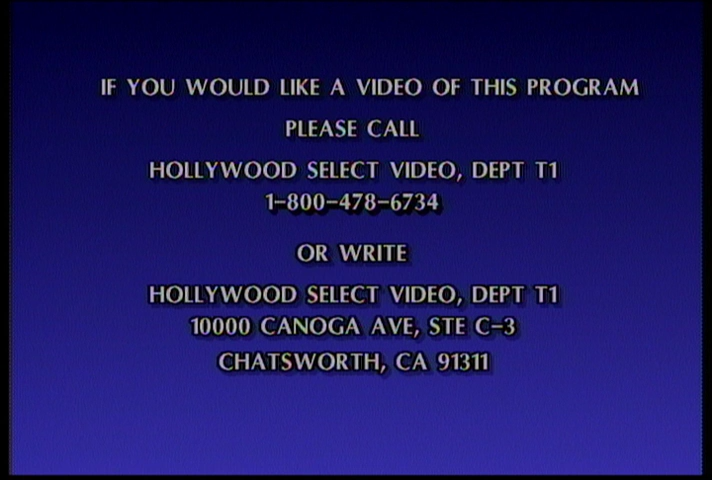 IF YOU WOULD LIKE A VIDEO OF THIS PROGRAM
PLEASE CALL
HOLLYWOOD SELECT VIDEO, DEPT T1
1-800-478-6734
OR WRITE
HOLLYWOOD SELECT VIDEO, DEPT T1
10000 CANOGA AVE, STE C-3
CHATSWORTH, CA 91311